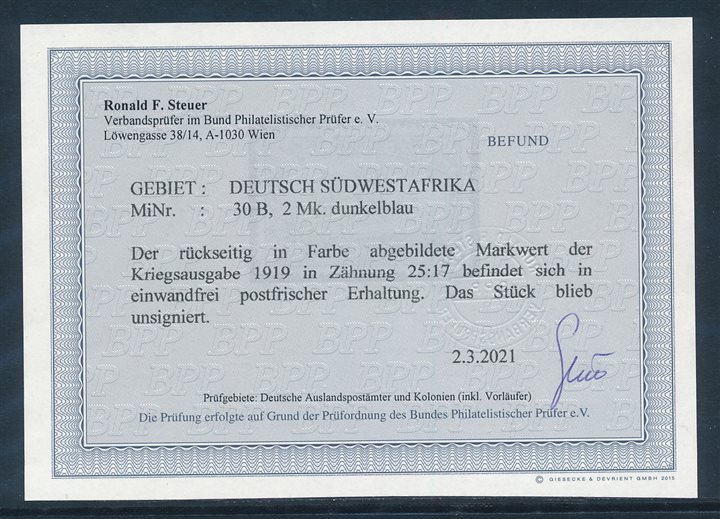 Ronald F. Steuer
Verbandsprüfer im Bund Philatelistischer Prüfer e. V.
Löwengasse 38/14, A-1030 Wien
BEFUND
GEBIET : DEUTSCH SÜDWESTAFRIKA
MiNr. : 30 B, 2 Mk. dunkelblau
Der rückseitig in Farbe abgebildete Markwert der
Kriegsausgabe 1919 in Zähnung 25:17 befindet sich in
einwandfrei postfrischer Erhaltung. Das Stück blieb
unsigniert.
2.3.2021
Prüfgebiete: Deutsche Auslandspostämter und Kolonien (inkl. Vorläufer)
Die Prüfung erfolgte auf Grund der Prüfordnung des Bundes Philatelistischer Prüfer e.V.
© GIESECKE & DEVRIENT GMBH 2015